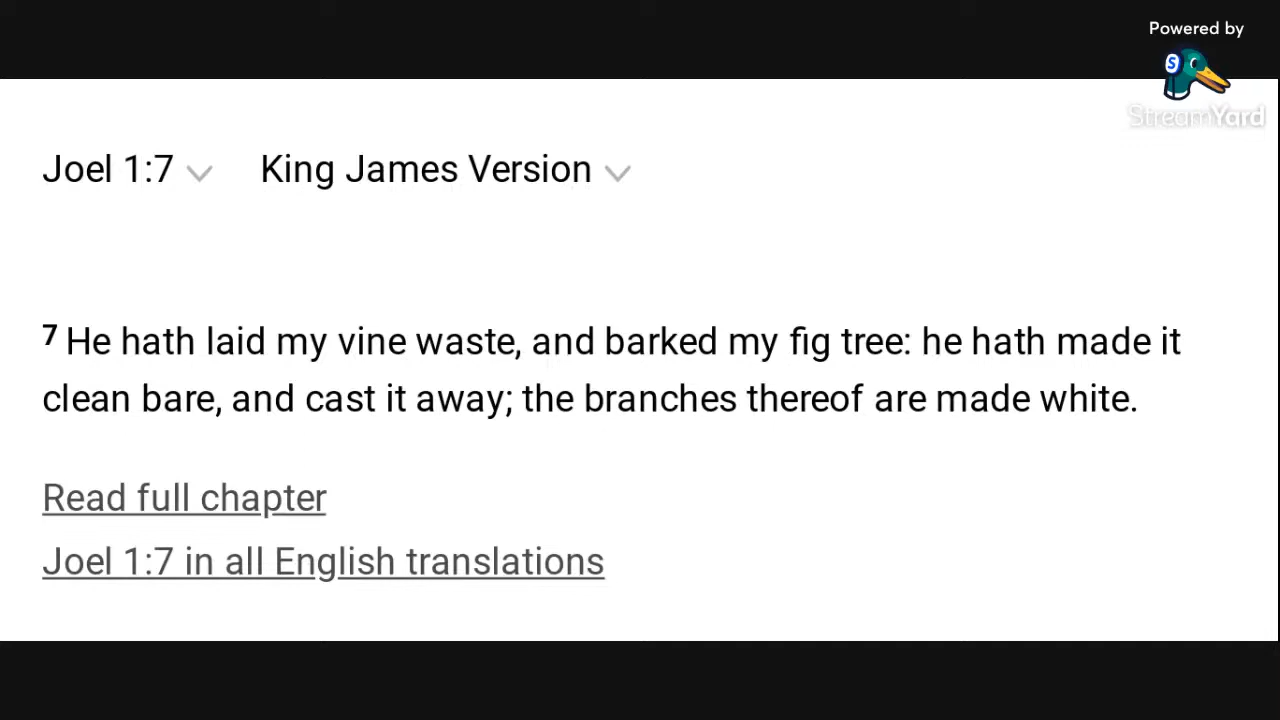 Powered by
S
StreamYard
Joel 1:7 King James Version
7 He hath laid my vine waste, and barked my fig tree: he hath made it
clean bare, and cast it away; the branches thereof are made white.
Read full chapter
Joel 1:7 in all English translations